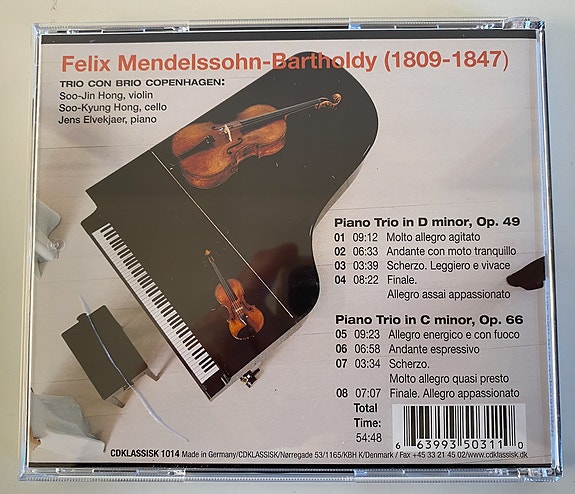 Felix Mendelssohn-Bartholdy (1809-1847)
TRIO CON BRIO COPENHAGEN:
Soo-Jin Hong, violin
Soo-Kyung Hong, cello
Jens Elvekjaer, piano
Piano Trio in D minor, Op. 49
01 09:12 Molto allegro agitato
02 06:33 Andante con moto tranquillo
03 03:39 Scherzo. Leggiero e vivace
04 08:22 Finale.
Allegro assai appassionato
Piano Trio in C minor, Op. 66
05 09:23 Allegro energico e con fuoco
06 06:58 Andante espressivo
07 03:34 Scherzo.
Molto allegro quasi presto
08 07:07 Finale. Allegro appassionato
Total
Time:
54:48
6 63993 50311 0
CDKLASSISK 1014 Made in Germany/CDKLASSISK/Nørregade 53/1165/KBH K/Denmark / Fax +45 33 21 45 02/www.cdklassisk.dk